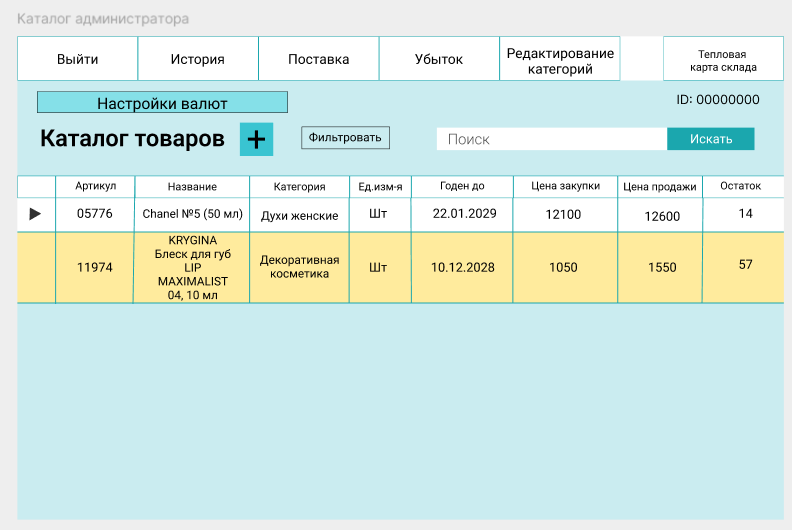 Каталог администратора
Выйти
История
Поставка
Убыток
Редактирование
категорий
Тепловая
карта склада
Настройки валют
ID: 00000000
Каталог товаров
+
Фильтровать
Поиск
Искать
Артикул
Название
Категория
Ед.изм-я
Годен до
Цена закупки
Цена продажи
Остаток
05776
Chanel №5 (50 мл)
Духи женские
Шт
22.01.2029
12100
12600
14
11974
KRYGINA
Блеск для губ
LIP
MAXIMALIST
04, 10 мл
Декоративная
косметика
Шт
10.12.2028
1050
1550
57